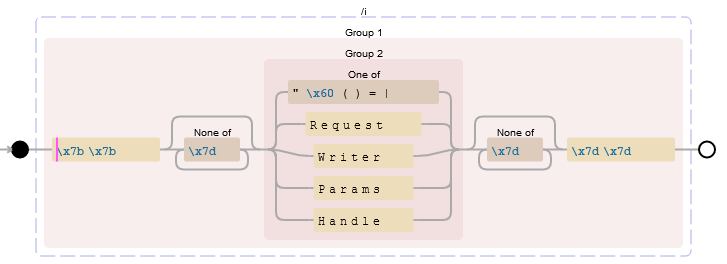 /i
Group 1
Group 2
One of
" \x60 ( ) = |
Request
None of
None of
\x7b \x7b
\x7d
Writer
\x7d
\x7d \x7d
Params
Handle